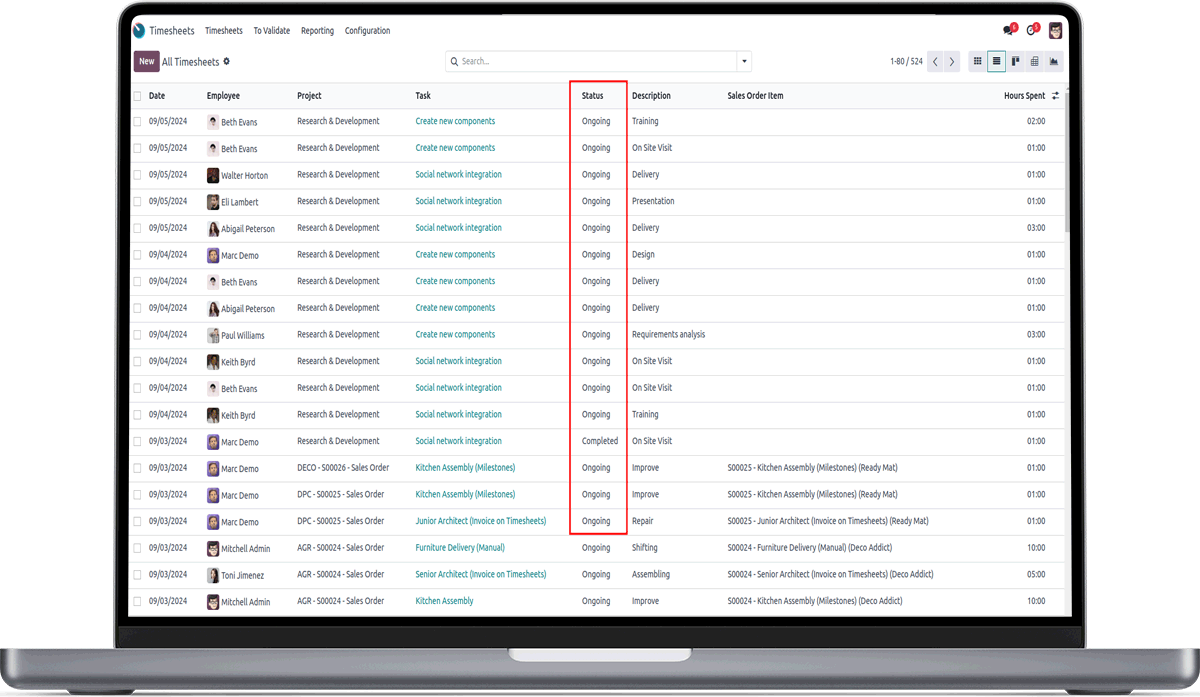 Timesheets Timesheets To Validate Reporting Configuration 6 3
New All Timesheets Search... 1-80 / 524
Date Employee Project Task Status Description Sales Order Item Hours Spent
09/05/2024 Beth Evans Research & Development Create new components Ongoing Training 02:00
09/05/2024 Beth Evans Research & Development Create new components Ongoing On Site Visit 01:00
09/05/2024 Walter Horton Research & Development Social network integration Ongoing Delivery 01:00
09/05/2024 Eli Lambert Research & Development Social network integration Ongoing Presentation 01:00
09/05/2024 Abigail Peterson Research & Development Social network integration Ongoing Delivery 03:00
09/04/2024 Marc Demo Research & Development Create new components Ongoing Design 01:00
09/04/2024 Beth Evans Research & Development Create new components Ongoing Delivery 01:00
09/04/2024 Abigail Peterson Research & Development Create new components Ongoing Delivery 01:00
09/04/2024 Paul Williams Research & Development Create new components Ongoing Requirements analysis 03:00
09/04/2024 Keith Byrd Research & Development Social network integration Ongoing On Site Visit 01:00
09/04/2024 Beth Evans Research & Development Social network integration Ongoing On Site Visit 01:00
09/04/2024 Keith Byrd Research & Development Social network integration Ongoing Training 01:00
09/03/2024 Marc Demo Research & Development Social network integration Completed On Site Visit 01:00
09/03/2024 Marc Demo DECO - S00026 - Sales Order Kitchen Assembly (Milestones) Ongoing Improve S00025 - Kitchen Assembly (Milestones) (Ready Mat) 01:00
09/03/2024 Marc Demo DPC - S00025 - Sales Order Kitchen Assembly (Milestones) Ongoing Improve S00025 - Kitchen Assembly (Milestones) (Ready Mat) 01:00
09/03/2024 Marc Demo DPC - S00025 - Sales Order Junior Architect (Invoice on Timesheets) Ongoing Repair S00025 - Junior Architect (Invoice on Timesheets) (Ready Mat) 01:00
09/03/2024 Mitchell Admin AGR - S00024 - Sales Order Furniture Delivery (Manual) Ongoing Shifting S00024 - Furniture Delivery (Manual) (Deco Addict) 10:00
09/03/2024 Toni Jimenez AGR - S00024 - Sales Order Senior Architect (Invoice on Timesheets) Ongoing Assembling S00024 - Senior Architect (Invoice on Timesheets) (Deco Addict) 05:00
09/03/2024 Mitchell Admin AGR - S00024 - Sales Order Kitchen Assembly Ongoing Improve S00024 - Kitchen Assembly (Milestones) (Deco Addict) 10:00